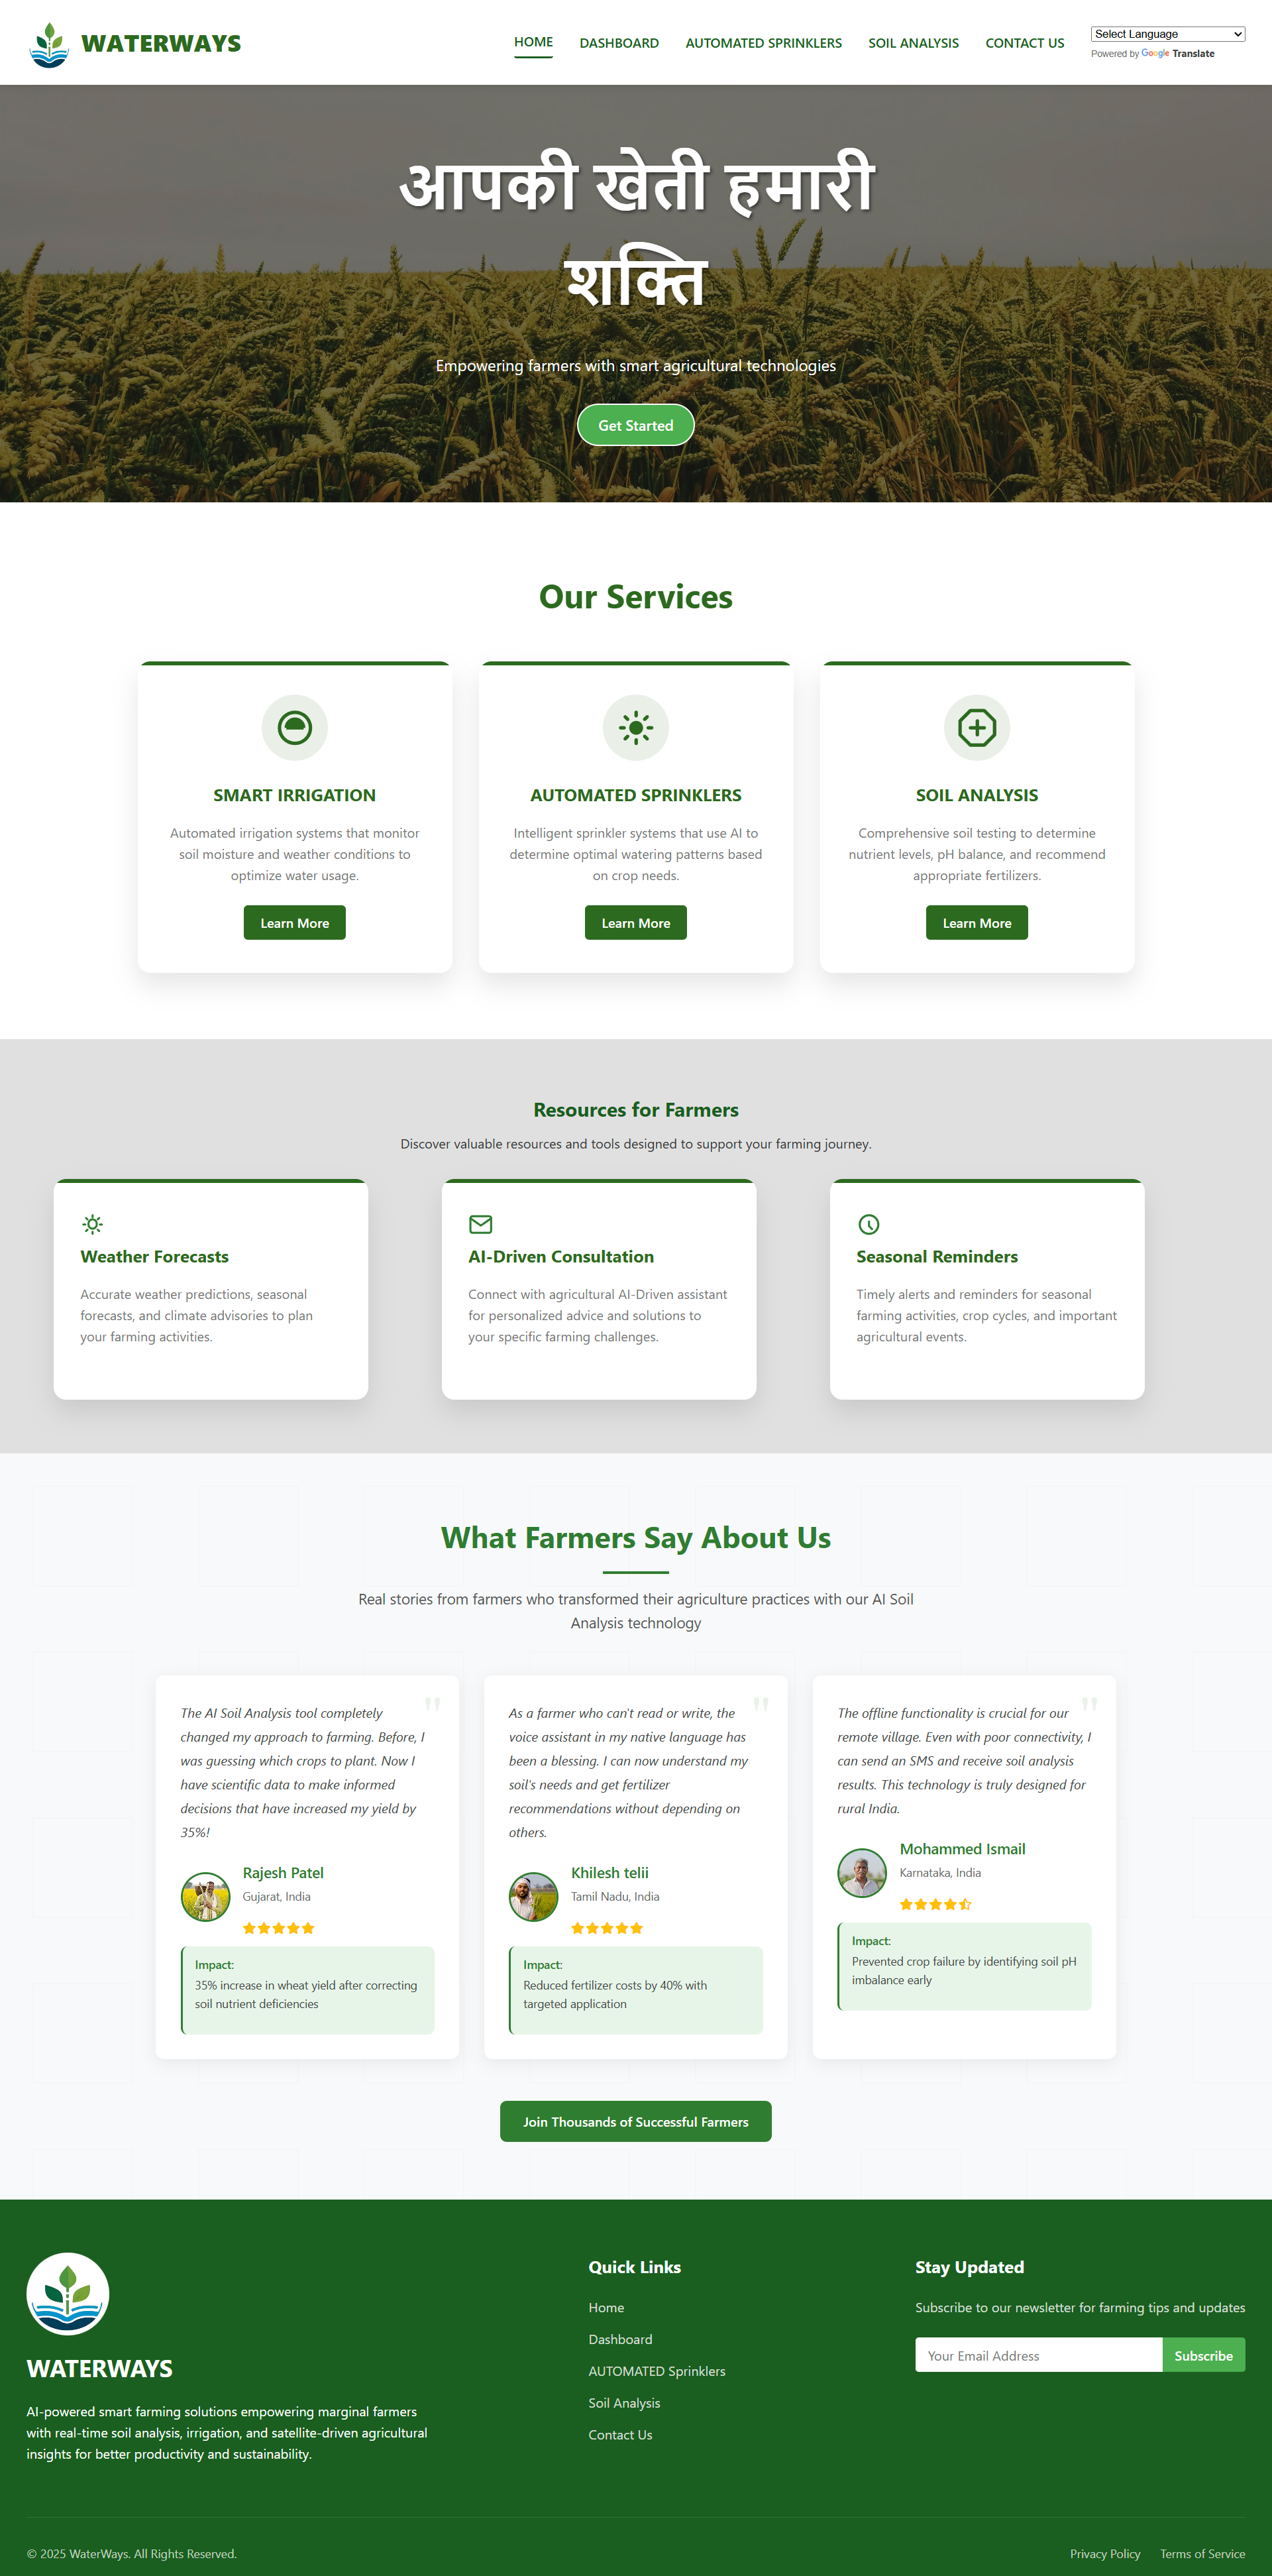 WATERWAYS
HOME
DASHBOARD
AUTOMATED SPRINKLERS
SOIL ANALYSIS
CONTACT US
Select Language
Powered by Google Translate
आपकी खेती हमारी
शक्ति
Empowering farmers with smart agricultural technologies
Get Started
Our Services
SMART IRRIGATION
Automated irrigation systems that monitor
soil moisture and weather conditions to
optimize water usage.
Learn More
AUTOMATED SPRINKLERS
Intelligent sprinkler systems that use AI to
determine optimal watering patterns based
on crop needs.
Learn More
SOIL ANALYSIS
Comprehensive soil testing to determine
nutrient levels, pH balance, and recommend
appropriate fertilizers.
Learn More
Resources for Farmers
Discover valuable resources and tools designed to support your farming journey.
Weather Forecasts
Accurate weather predictions, seasonal
forecasts, and climate advisories to plan
your farming activities.
AI-Driven Consultation
Connect with agricultural AI-Driven assistant
for personalized advice and solutions to
your specific farming challenges.
Seasonal Reminders
Timely alerts and reminders for seasonal
farming activities, crop cycles, and important
agricultural events.
What Farmers Say About Us
Real stories from farmers who transformed their agriculture practices with our AI Soil
Analysis technology
"
The AI Soil Analysis tool completely
changed my approach to farming. Before, I
was guessing which crops to plant. Now I
have scientific data to make informed
decisions that have increased my yield by
35%!
Rajesh Patel
Gujarat, India
Impact:
35% increase in wheat yield after correcting
soil nutrient deficiencies
"
As a farmer who can't read or write, the
voice assistant in my native language has
been a blessing. I can now understand my
soil's needs and get fertilizer
recommendations without depending on
others.
Khilesh telii
Tamil Nadu, India
Impact:
Reduced fertilizer costs by 40% with
targeted application
"
The offline functionality is crucial for our
remote village. Even with poor connectivity, I
can send an SMS and receive soil analysis
results. This technology is truly designed for
rural India.
Mohammed Ismail
Karnataka, India
Impact:
Prevented crop failure by identifying soil pH
imbalance early
Join Thousands of Successful Farmers
WATERWAYS
AI-powered smart farming solutions empowering marginal farmers
with real-time soil analysis, irrigation, and satellite-driven agricultural
insights for better productivity and sustainability.
Quick Links
Home
Dashboard
AUTOMATED Sprinklers
Soil Analysis
Contact Us
Stay Updated
Subscribe to our newsletter for farming tips and updates
Your Email Address
Subscribe
© 2025 WaterWays. All Rights Reserved.
Privacy Policy
Terms of Service